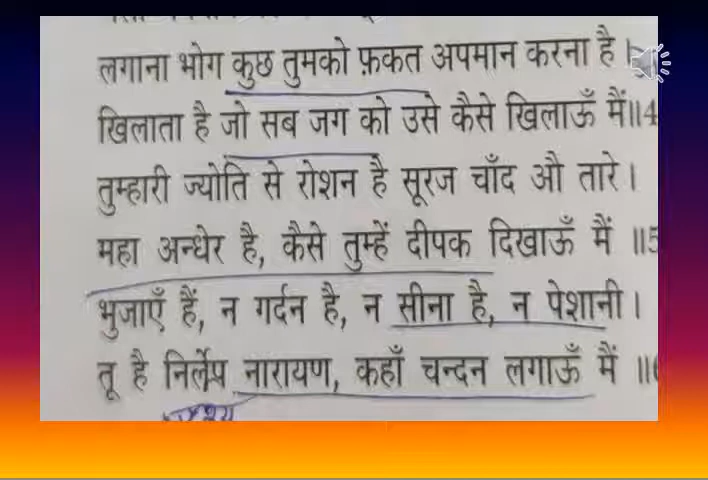 लगाना भोग कुछ तुमको फ़कत अपमान करना है।
खिलाता है जो सब जग को उसे कैसे खिलाऊँ मैं॥4
तुम्हारी ज्योति से रोशन है सूरज चाँद औ तारे।
महा अन्धेर है, कैसे तुम्हें दीपक दिखाऊँ मैं ॥5
भुजाएँ हैं, न गर्दन है, न सीना है, न पेशानी।
तू है निर्लेप नारायण, कहाँ चन्दन लगाऊँ मैं ॥6